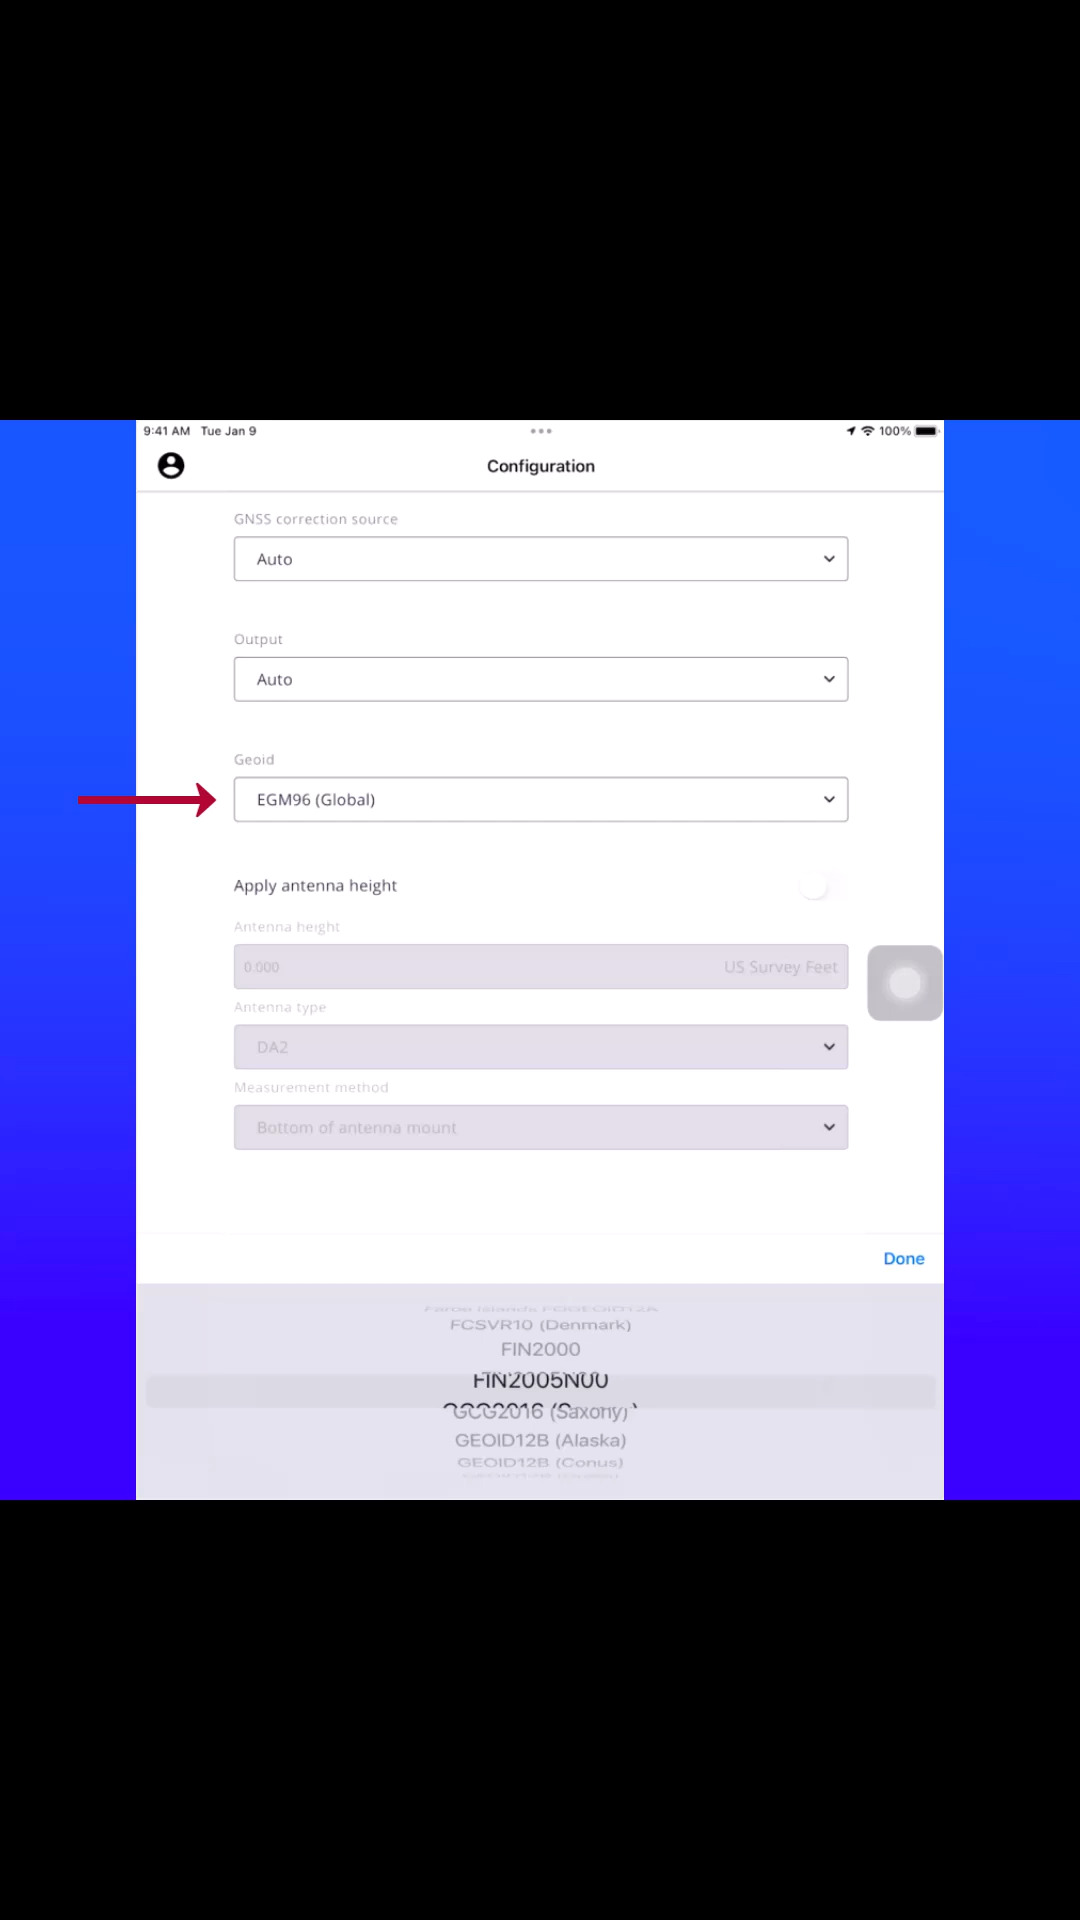 9:41 AM Tue Jan 9
100%
Configuration
GNSS correction source
Auto
Output
Auto
Geoid
EGM96 (Global)
Apply antenna height
Antenna height
0.000 US Survey Feet
Antenna type
DA2
Measurement method
Bottom of antenna mount
Done
FCSVR10 (Denmark)
FIN2000
FIN2005N00
GCG2016 (Saxony)
GEOID12B (Alaska)
GEOID12B (Conus)